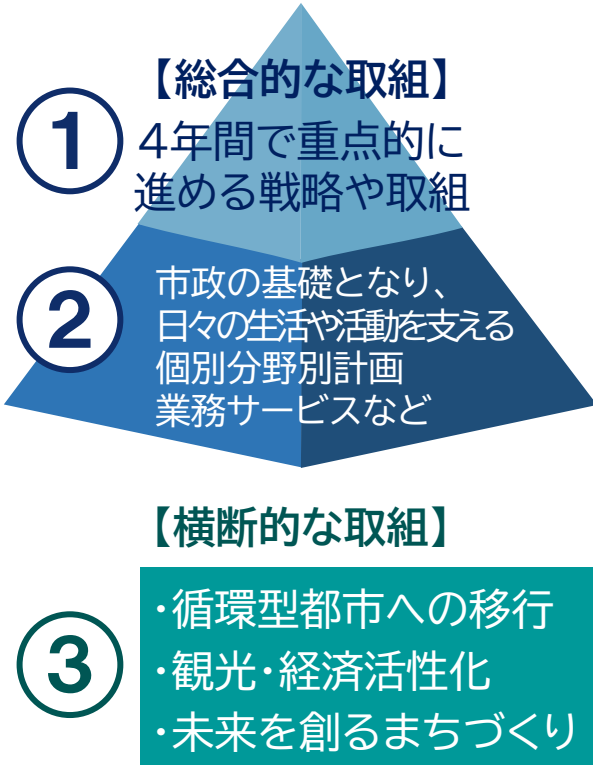 【総合的な取組】
1
4年間で重点的に
進める戦略や取組
2
市政の基礎となり、
日々の生活や活動を支える
個別分野別計画
業務サービスなど
【横断的な取組】
3
・循環型都市への移行
・観光・経済活性化
・未来を創るまちづくり